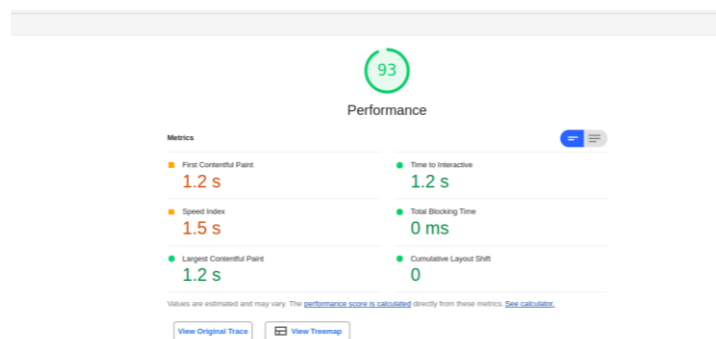 93
Performance
Metrics
First Contentful Paint
1.2 s
Time to Interactive
1.2 s
Speed Index
1.5 s
Total Blocking Time
0 ms
Largest Contentful Paint
1.2 s
Cumulative Layout Shift
0
Values are estimated and may vary. The performance score is calculated directly from these metrics. See calculator.
View Original Trace
View Treemap